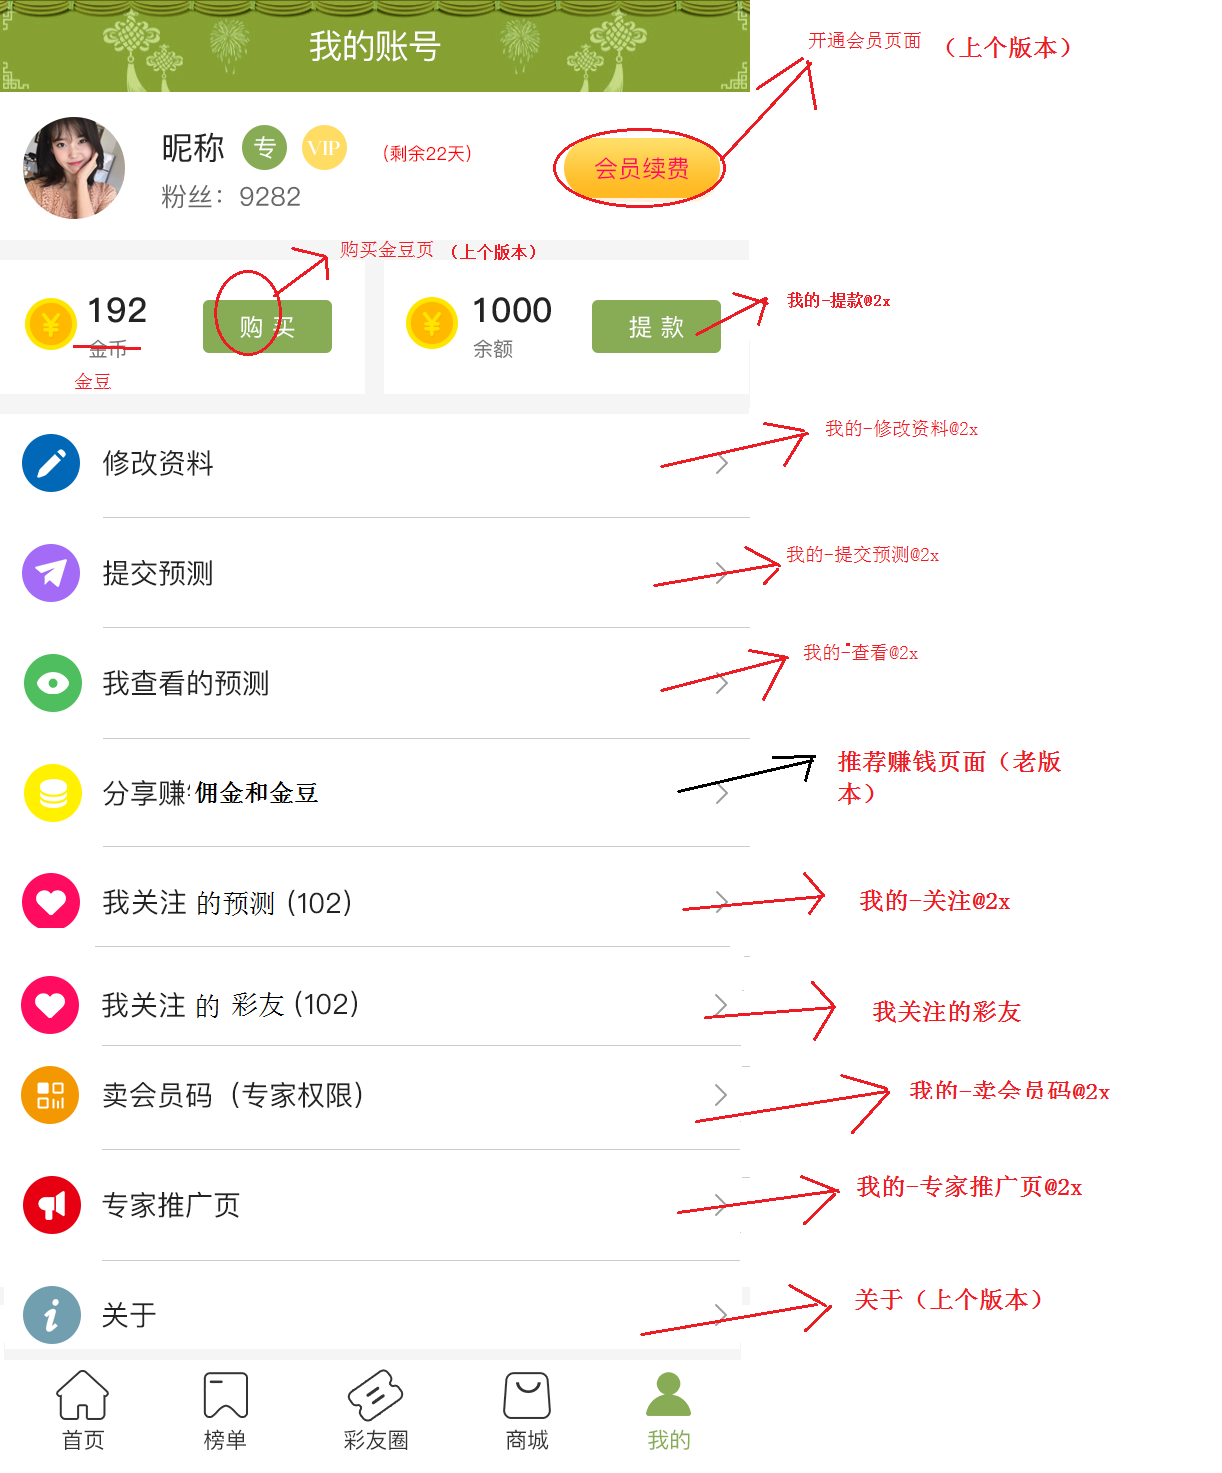 我的账号
开通会员页面 （上个版本）
昵称 专 VIP （剩余22天） 会员续费
粉丝：9282
购买金豆页 （上个版本）
192 购 买 1000 提 款 我的-提款@2x
金币 余额
金豆
修改资料 我的-修改资料@2x
提交预测 我的-提交预测@2x
我查看的预测 我的-查看@2x
分享赚 佣金和金豆 推荐赚钱页面（老版
本）
我关注 的预测 (102) 我的-关注@2x
我关注 的 彩友 (102) 我关注的彩友
卖会员码（专家权限） 我的-卖会员码@2x
专家推广页 我的-专家推广页@2x
关于 关于（上个版本）
首页 榜单 彩友圈 商城 我的